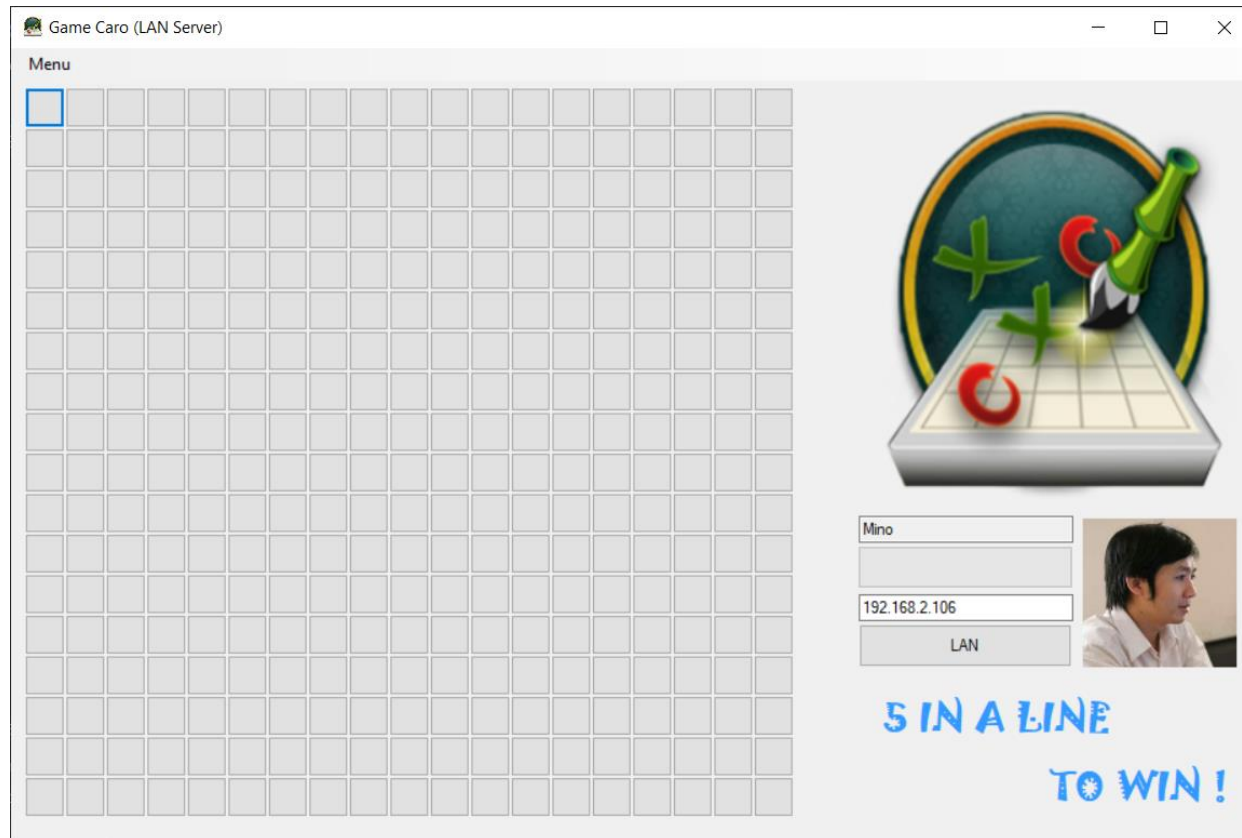 Game Caro (LAN Server)
Menu
Mino
192.168.2.106
LAN
5 IN A LINE
TO WIN !